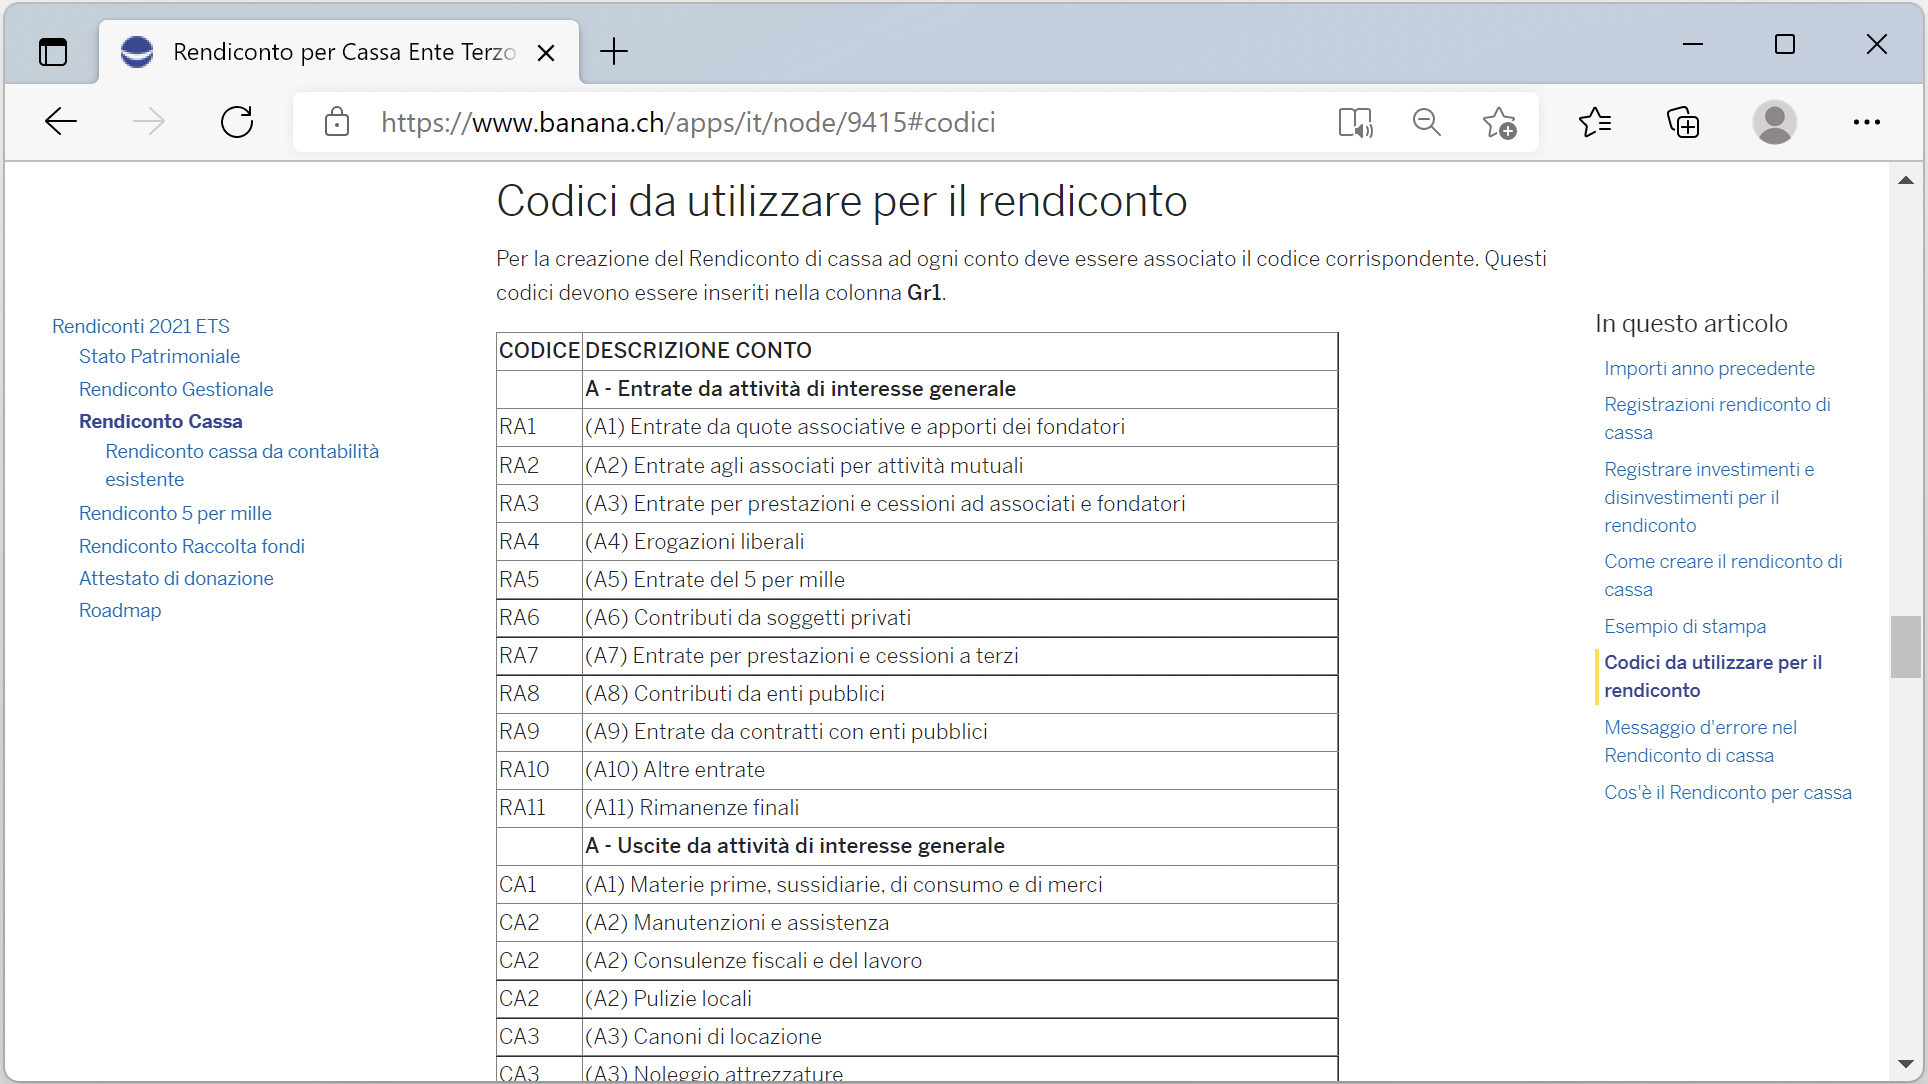 Rendiconto per Cassa Ente Terzo
https://www.banana.ch/apps/it/node/9415#codici
Codici da utilizzare per il rendiconto
Per la creazione del Rendiconto di cassa ad ogni conto deve essere associato il codice corrispondente. Questi
codici devono essere inseriti nella colonna Gr1.
Rendiconti 2021 ETS
Stato Patrimoniale
Rendiconto Gestionale
Rendiconto Cassa
Rendiconto cassa da contabilità
esistente
Rendiconto 5 per mille
Rendiconto Raccolta fondi
Attestato di donazione
Roadmap
CODICE DESCRIZIONE CONTO
A - Entrate da attività di interesse generale
RA1 (A1) Entrate da quote associative e apporti dei fondatori
RA2 (A2) Entrate agli associati per attività mutuali
RA3 (A3) Entrate per prestazioni e cessioni ad associati e fondatori
RA4 (A4) Erogazioni liberali
RA5 (A5) Entrate del 5 per mille
RA6 (A6) Contributi da soggetti privati
RA7 (A7) Entrate per prestazioni e cessioni a terzi
RA8 (A8) Contributi da enti pubblici
RA9 (A9) Entrate da contratti con enti pubblici
RA10 (A10) Altre entrate
RA11 (A11) Rimanenze finali
A - Uscite da attività di interesse generale
CA1 (A1) Materie prime, sussidiarie, di consumo e di merci
CA2 (A2) Manutenzioni e assistenza
CA2 (A2) Consulenze fiscali e del lavoro
CA2 (A2) Pulizie locali
CA3 (A3) Canoni di locazione
CA3 (A3) Noleggio attrezzature
In questo articolo
Importi anno precedente
Registrazioni rendiconto di
cassa
Registrare investimenti e
disinvestimenti per il
rendiconto
Come creare il rendiconto di
cassa
Esempio di stampa
Codici da utilizzare per il
rendiconto
Messaggio d'errore nel
Rendiconto di cassa
Cos'è il Rendiconto per cassa